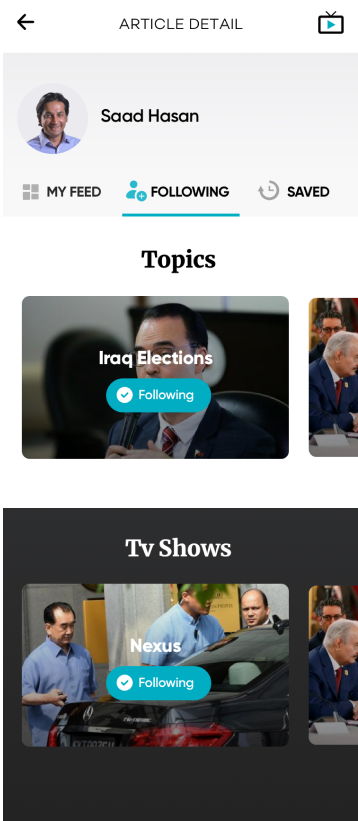 ARTICLE DETAIL
Saad Hasan
MY FEED FOLLOWING SAVED
Topics
Iraq Elections
Following
Tv Shows
Nexus
Following